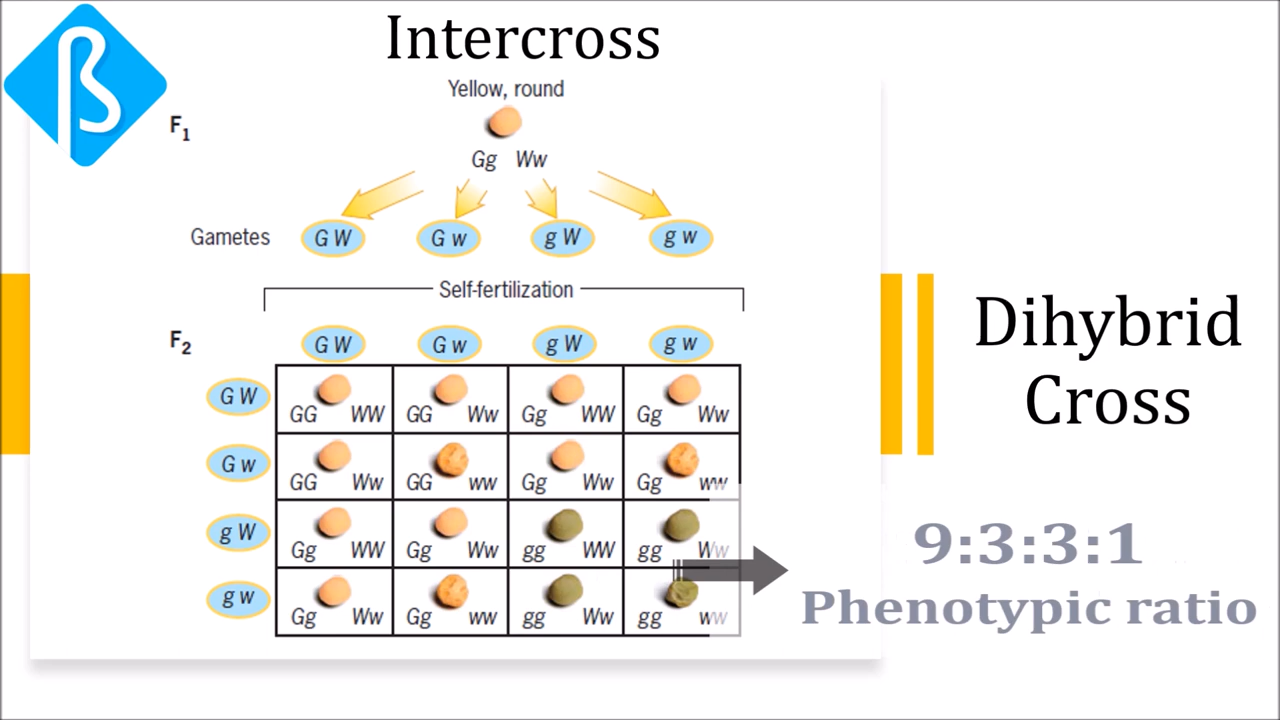 Intercross
Yellow, round
F1
Gg Ww
Gametes G W G w g W g w
Self-fertilization
F2 G W G w g W g w
G W GG WW GG Ww Gg WW Gg Ww
G w GG Ww GG ww Gg Ww Gg ww
g W Gg WW Gg Ww gg WW gg Ww
g w Gg Ww Gg ww gg Ww gg ww
Dihybrid
Cross
9:3:3:1
Phenotypic ratio